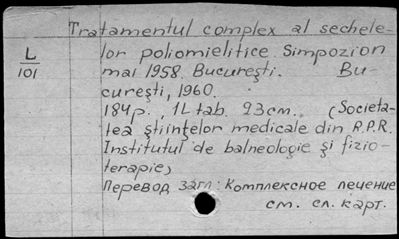 Tratamentul complex al sechele-
L
101
lor poliomielitice. Simpozion
mai 1958. Bucureşti. Bu-
cureşti, 1960.
184p., 1L tab. 23cm. (Societa-
tea ştiinţelor medicale din R.P.R.
Institutul de balneologie şi fizio-
terapie)
Перевод загл: Комплексное лечение
см. сл. карт.